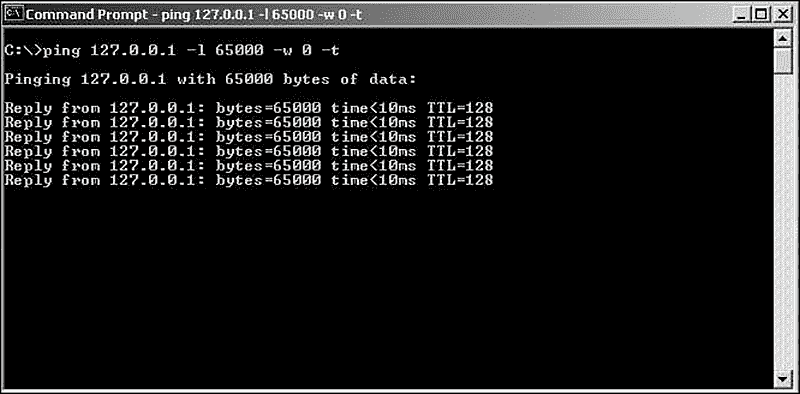 Command Prompt - ping 127.0.0.1 -l 65000 -w 0 -t
C:\>ping 127.0.0.1 -l 65000 -w 0 -t
Pinging 127.0.0.1 with 65000 bytes of data:
Reply from 127.0.0.1: bytes=65000 time<10ms TTL=128
Reply from 127.0.0.1: bytes=65000 time<10ms TTL=128
Reply from 127.0.0.1: bytes=65000 time<10ms TTL=128
Reply from 127.0.0.1: bytes=65000 time<10ms TTL=128
Reply from 127.0.0.1: bytes=65000 time<10ms TTL=128
Reply from 127.0.0.1: bytes=65000 time<10ms TTL=128